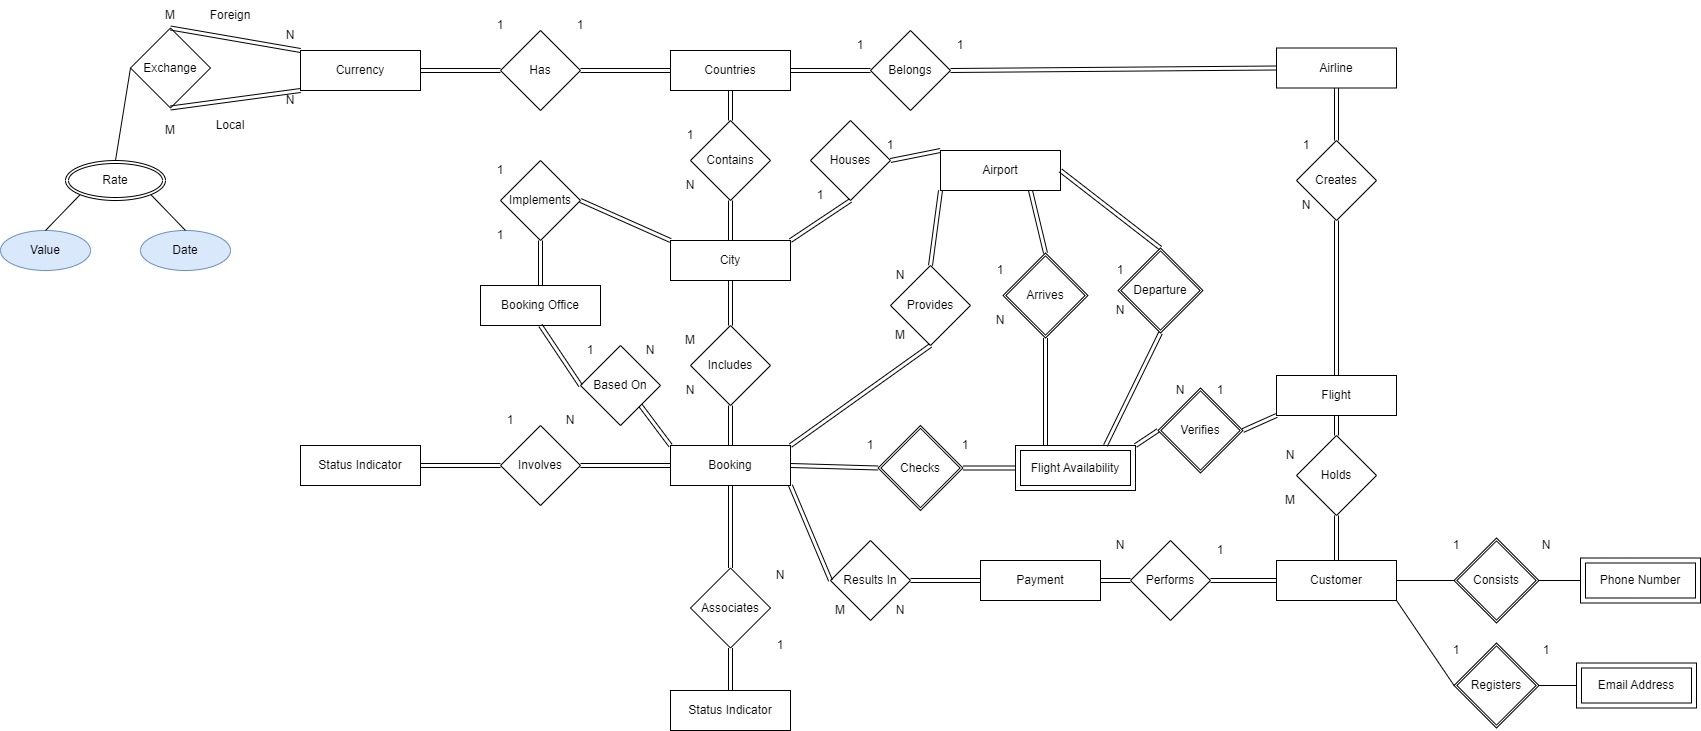 M Foreign
N
1 1
1 1
Exchange
Currency
Has
Countries
Belongs
Airline
N
M Local
1
Contains
N
1
Houses
1
Airport
1
Creates
N
Rate
Value
Date
1
Implements
1
City
Booking Office
N
Provides
M
1
Arrives
N
1
Departure
N
1 N
Based On
M
Includes
N
Flight
N 1
Verifies
1 N
Status Indicator
Involves
Booking
1 1
Checks
Flight Availability
N
Holds
M
N
Associates
1
Status Indicator
Results In
M N
Payment
N 1
Performs
Customer
1 N
Consists
Phone Number
1 1
Registers
Email Address